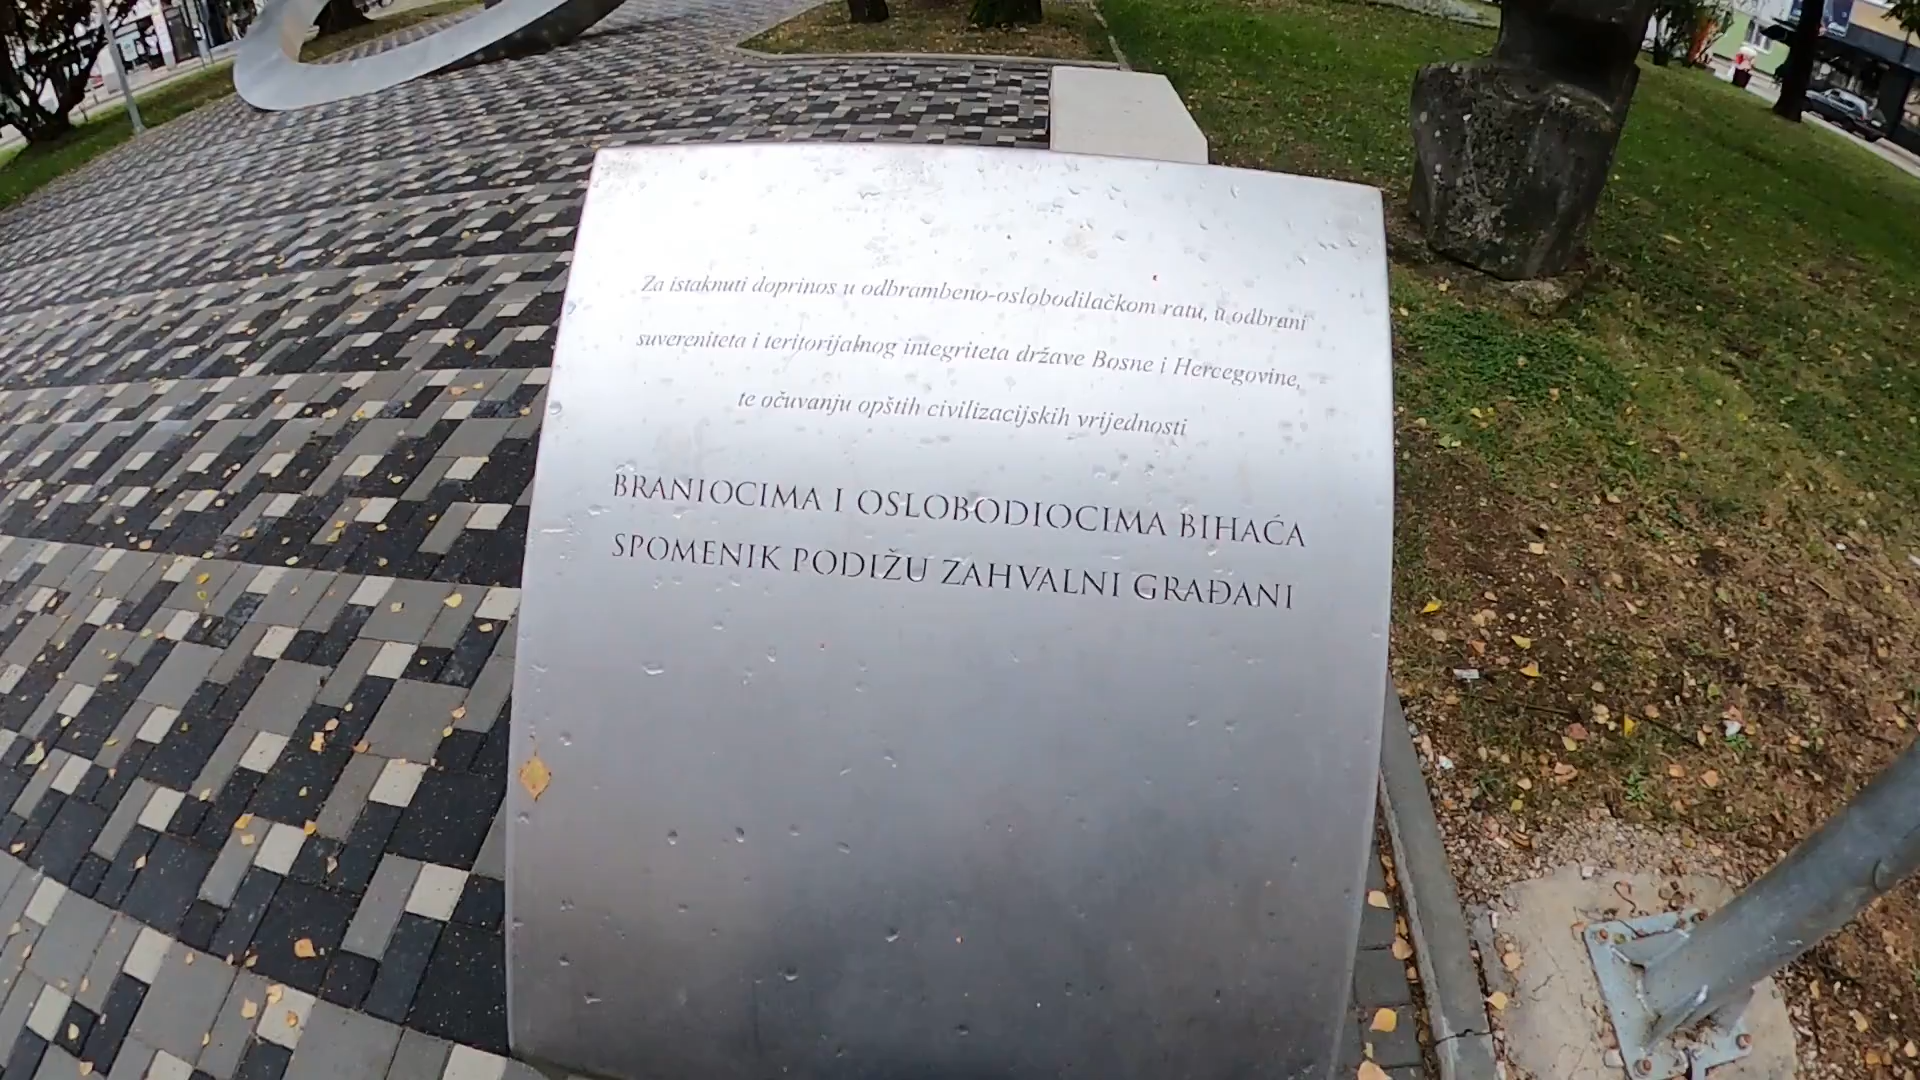 Za istaknuti doprinos u odbrambeno-oslobodilačkom ratu, u odbrani
suvereniteta i teritorijalnog integriteta države Bosne i Hercegovine,
te očuvanju opštih civilizacijskih vrijednosti
BRANIOCIMA I OSLOBODIOCIMA BIHAĆA
SPOMENIK PODIŽU ZAHVALNI GRAĐANI